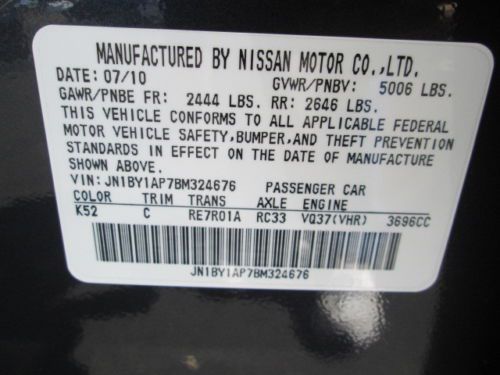 MANUFACTURED BY NISSAN MOTOR CO.,LTD.
DATE: 07/10 GVWR/PNBV: 5006 LBS.
GAWR/PNBE FR: 2444 LBS. RR: 2646 LBS.
THIS VEHICLE CONFORMS TO ALL APPLICABLE FEDERAL
MOTOR VEHICLE SAFETY,BUMPER,AND THEFT PREVENTION
STANDARDS IN EFFECT ON THE DATE OF MANUFACTURE
SHOWN ABOVE.
VIN: JN1BY1AP7BM324676 PASSENGER CAR
COLOR TRIM TRANS AXLE ENGINE
K52 C RE7R01A RC33 VQ37(VHR) 3696CC
JN1BY1AP7BM324676